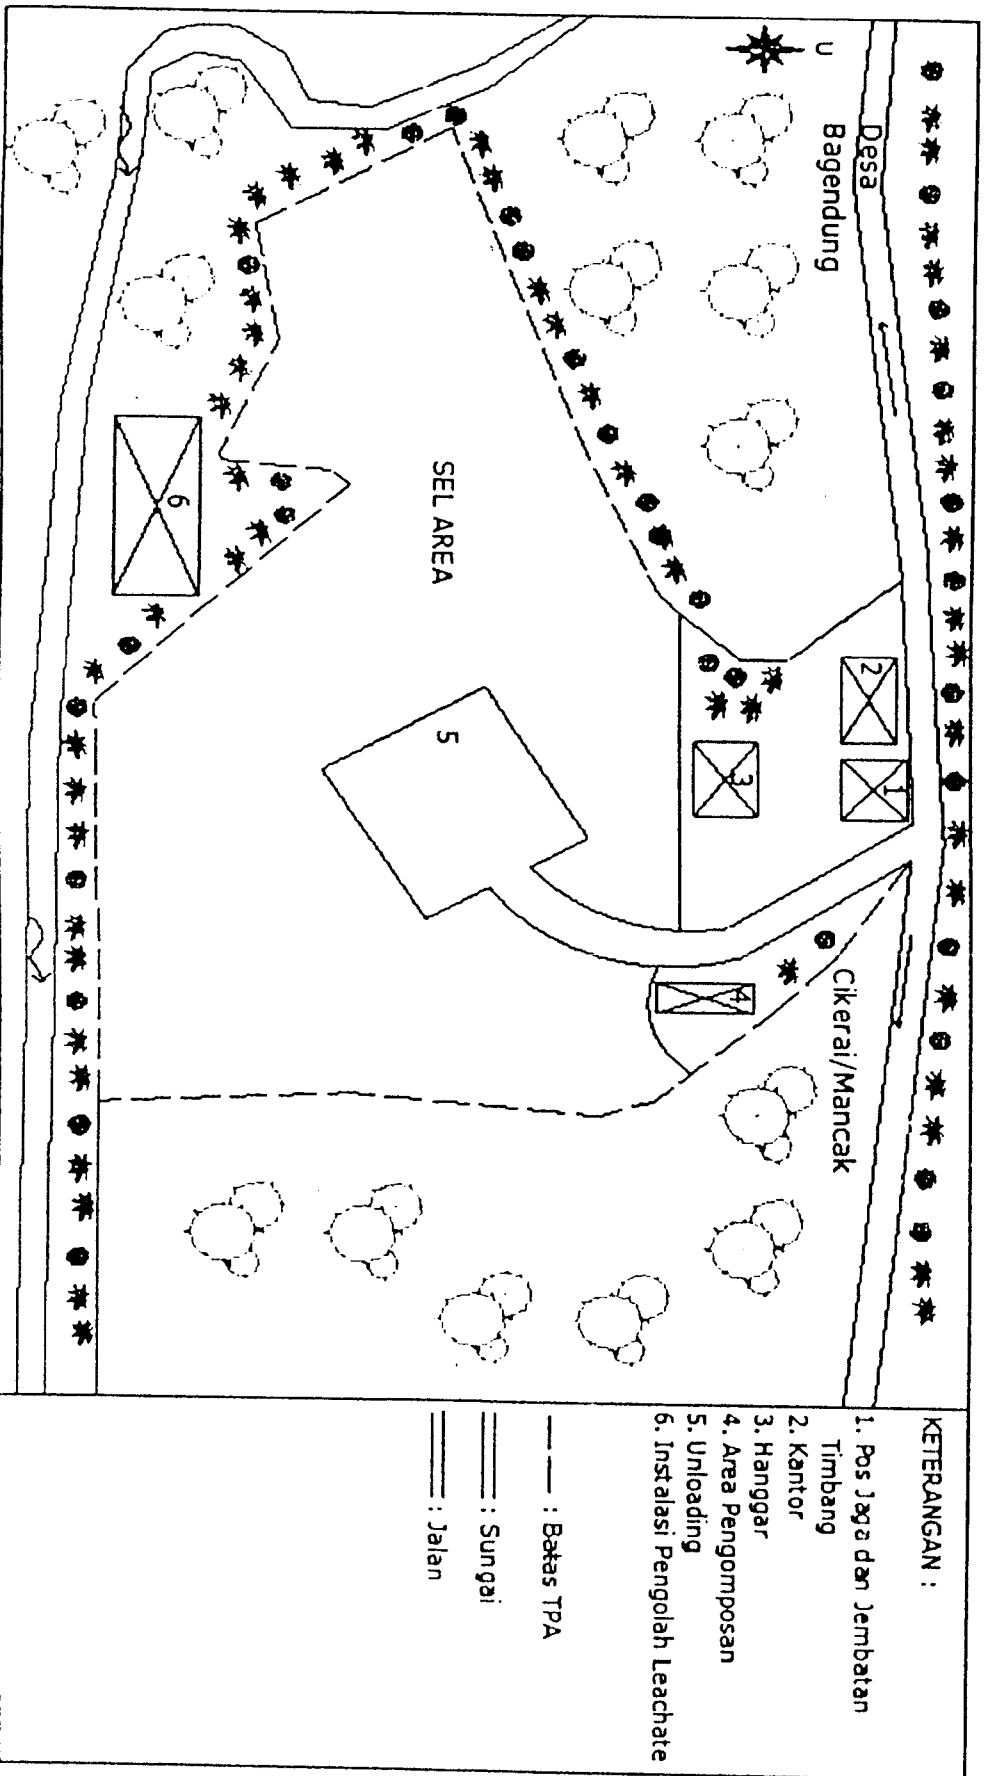 U
Desa
Bagendung
SEL AREA
1
2
3
4
5
6
Cikerai/Mancak
KETERANGAN :
1. Pos Jaga dan Jembatan
Timbang
2. Kantor
3. Hanggar
4. Area Pengomposan
5. Unloading
6. Instalasi Pengolah Leachate
: Batas TPA
: Sungai
: Jalan